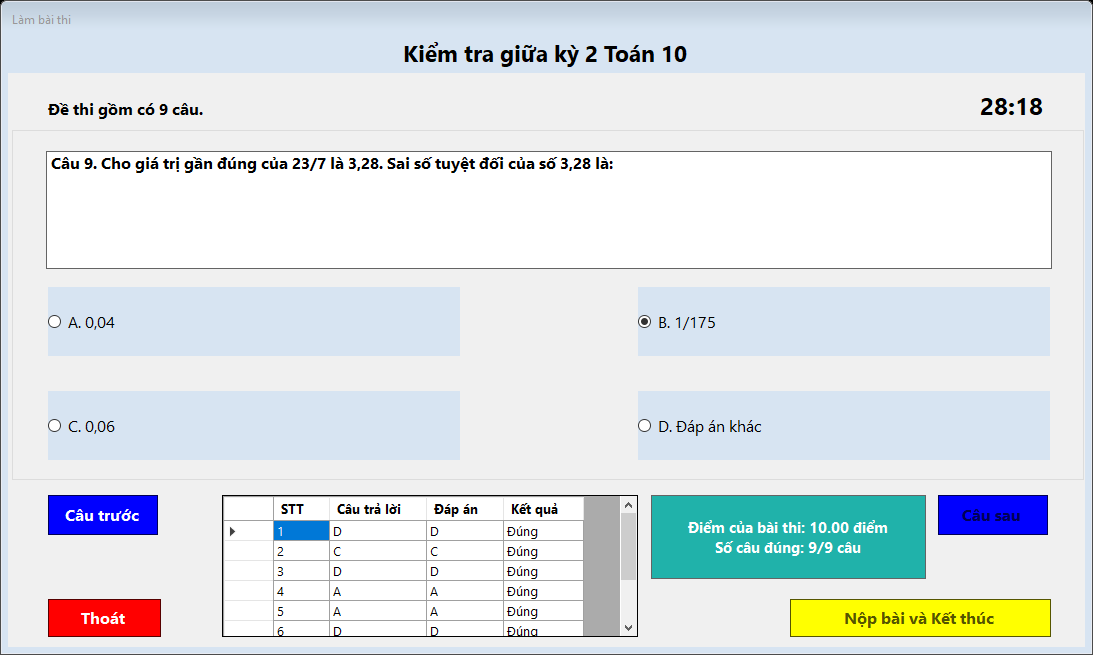 Làm bài thi
Kiểm tra giữa kỳ 2 Toán 10
Đề thi gồm có 9 câu.
28:18
Câu 9. Cho giá trị gần đúng của 23/7 là 3,28. Sai số tuyệt đối của số 3,28 là:
A. 0,04
B. 1/175
C. 0,06
D. Đáp án khác
Câu trước
STT Câu trả lời Đáp án Kết quả
1 D D Đúng
2 C C Đúng
3 D D Đúng
4 A A Đúng
5 A A Đúng
6 D D Đúng
Điểm của bài thi: 10.00 điểm
Số câu đúng: 9/9 câu
Câu sau
Thoát
Nộp bài và Kết thúc